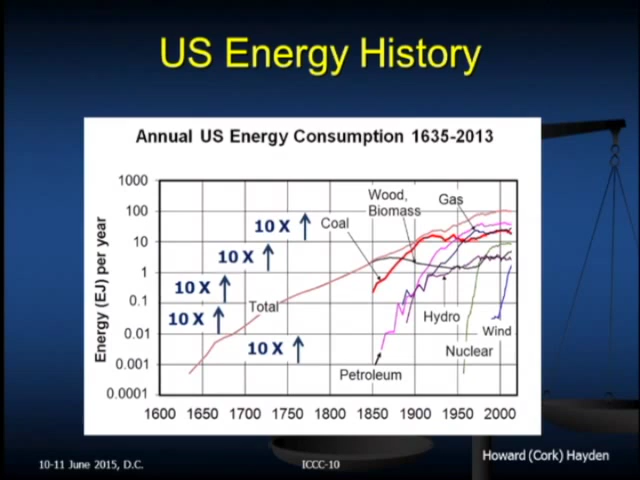 US Energy History
Annual US Energy Consumption 1635-2013
Energy (EJ) per year
1000
100
10
1
0.1
0.01
0.001
0.0001
1600 1650 1700 1750 1800 1850 1900 1950 2000
10 X
10 X
10 X
10 X
10 X
Total
Coal
Wood,
Biomass
Gas
Hydro
Wind
Nuclear
Petroleum
10-11 June 2015, D.C.
ICCC-10
Howard (Cork) Hayden